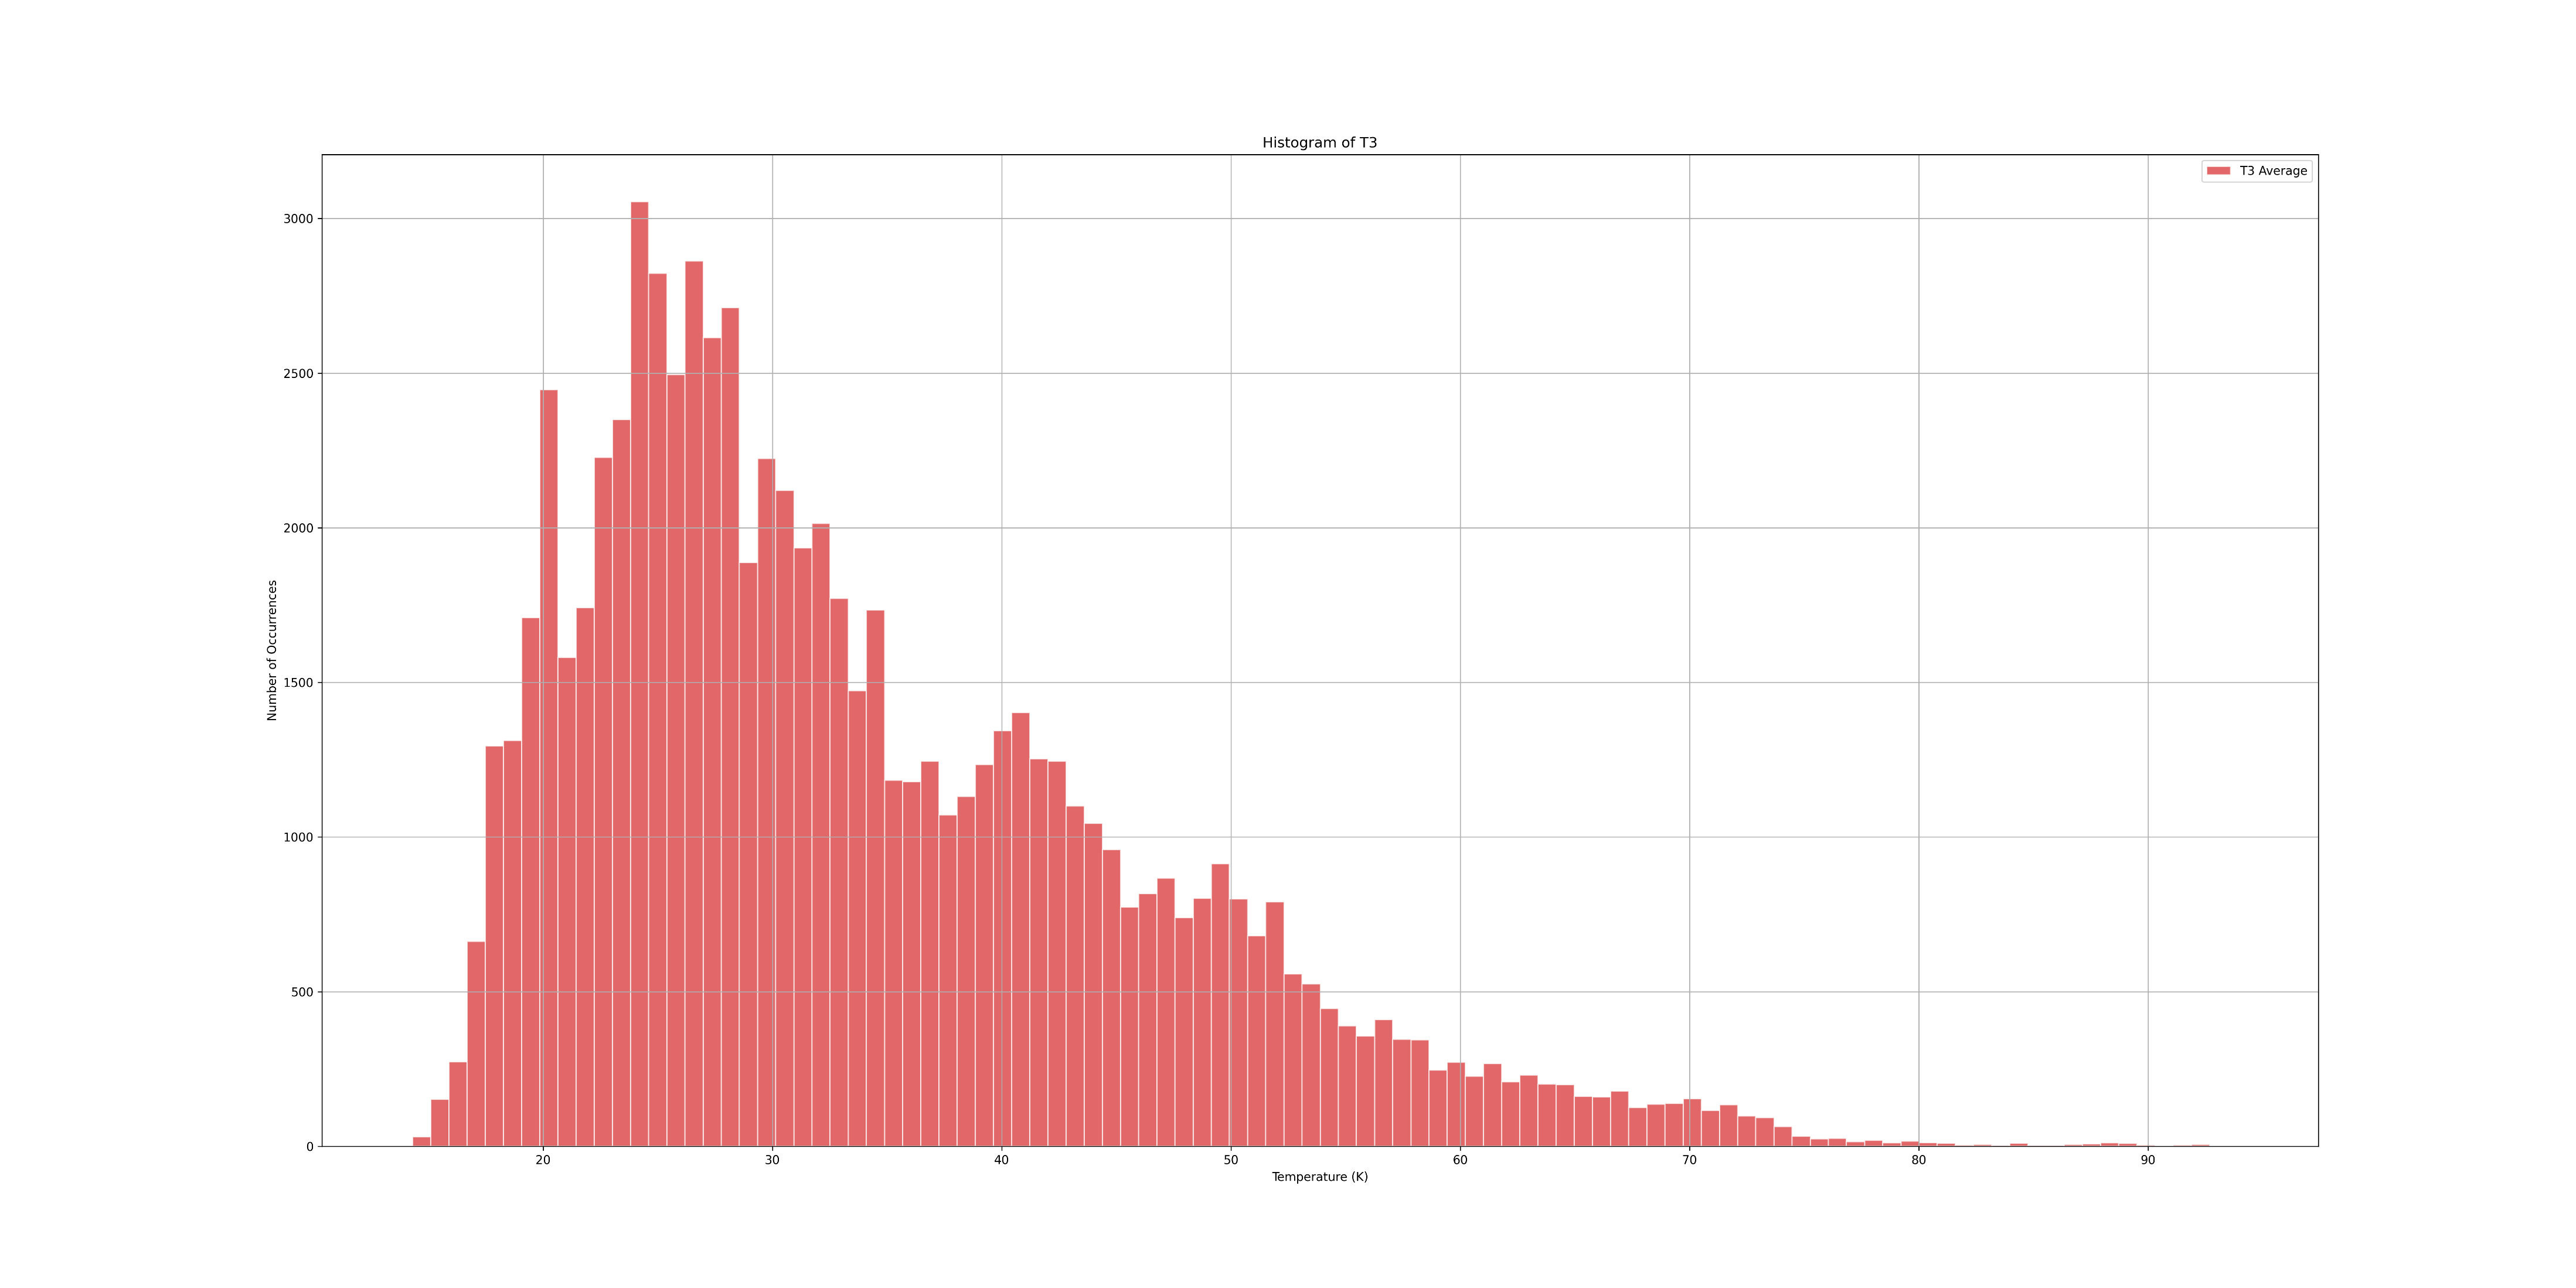 Histogram of T3
T3 Average
3000
2500
2000
1500
1000
500
0
Number of Occurrences
20 30 40 50 60 70 80 90
Temperature (K)